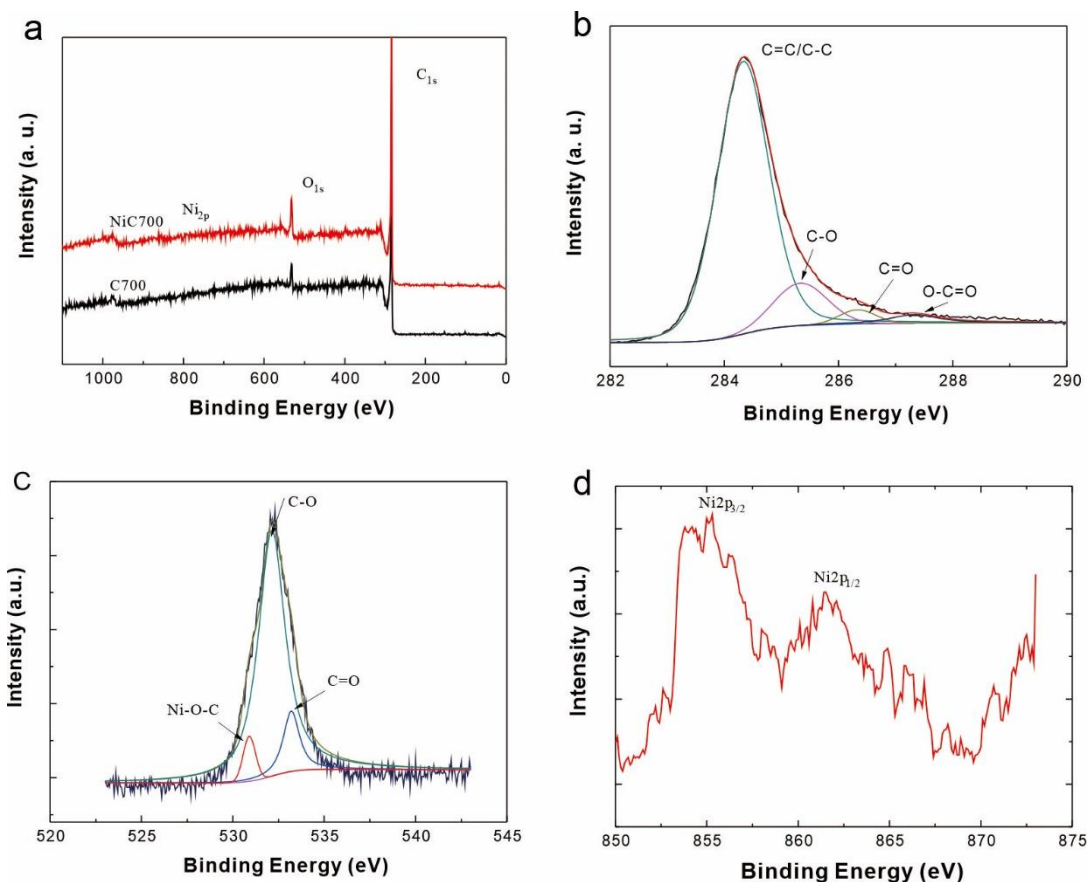 a
C1s
O1s
Ni2p
NiC700
C700
Intensity (a. u.)
1000 800 600 400 200 0
Binding Energy (eV)
b
C=C/C-C
C-O
C=O
O-C=O
Intensity (a. u.)
282 284 286 288 290
Binding Energy (eV)
c
C-O
C=O
Ni-O-C
Intensity (a.u.)
520 525 530 535 540 545
Binding Energy (eV)
d
Ni2p3/2
Ni2p1/2
Intensity (a.u.)
850 855 860 865 870 875
Binding Energy (eV)